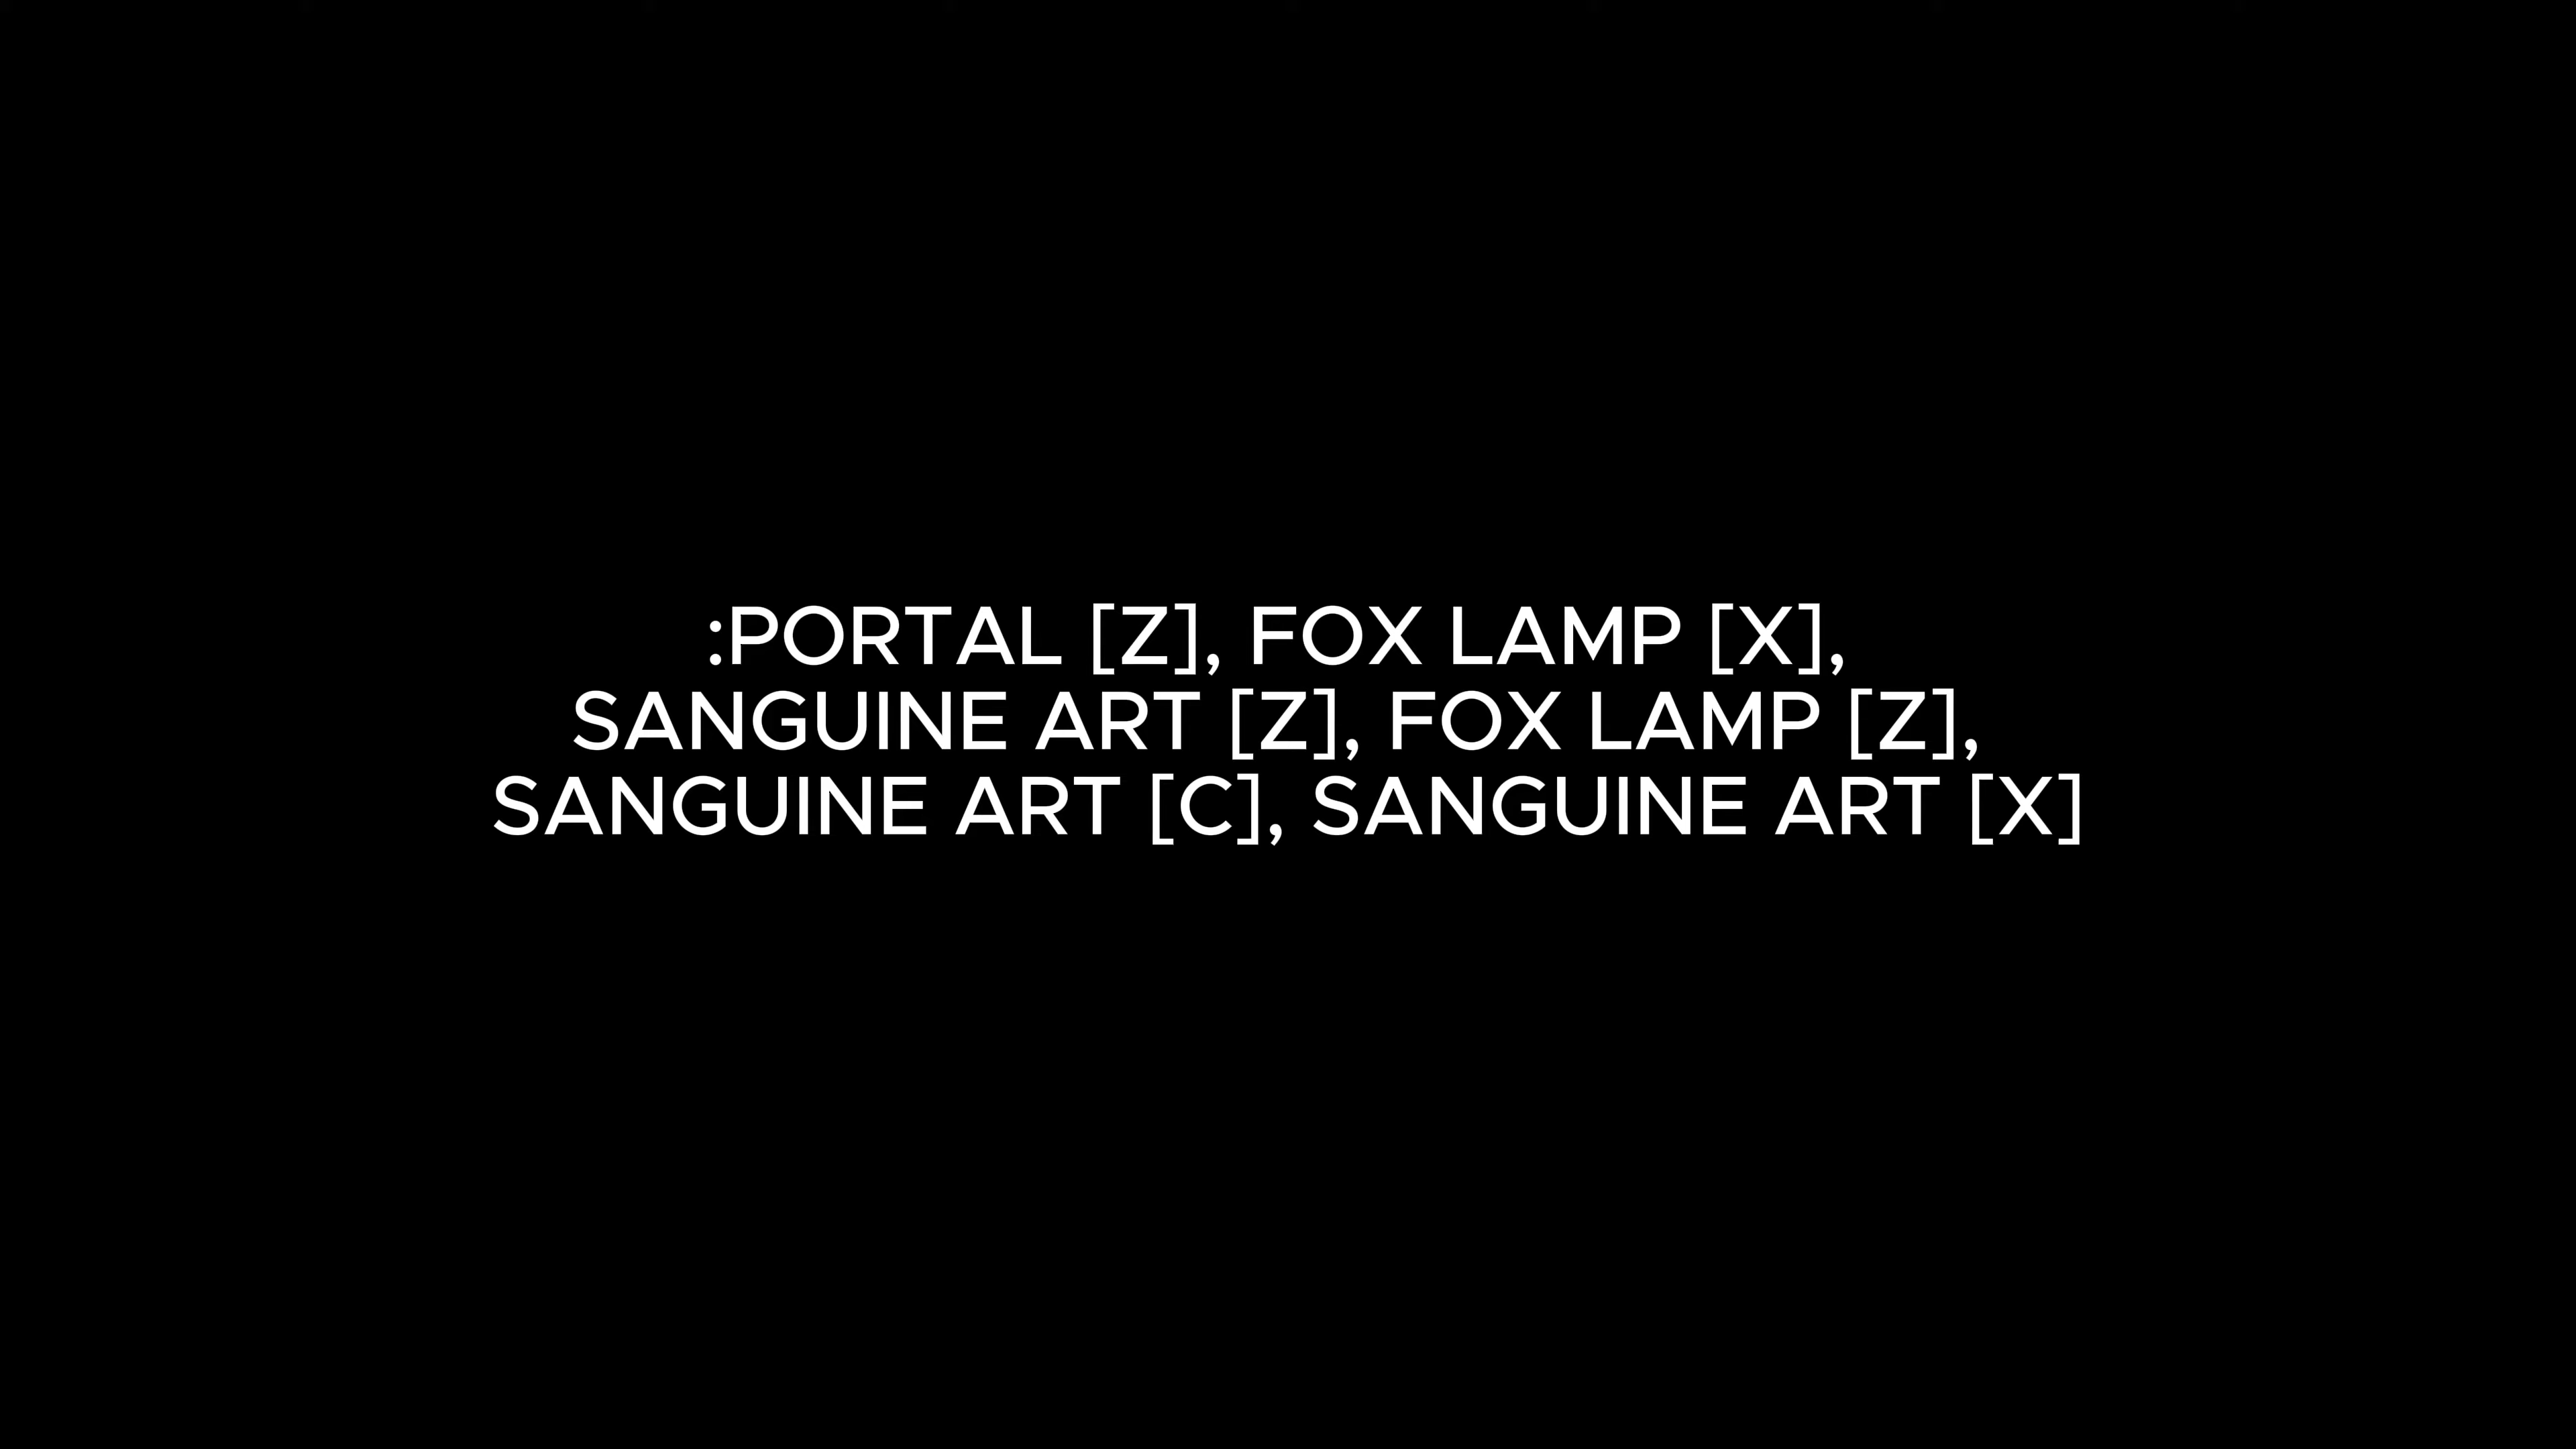 :PORTAL [Z], FOX LAMP [X],
SANGUINE ART [Z], FOX LAMP [Z],
SANGUINE ART [C], SANGUINE ART [X]